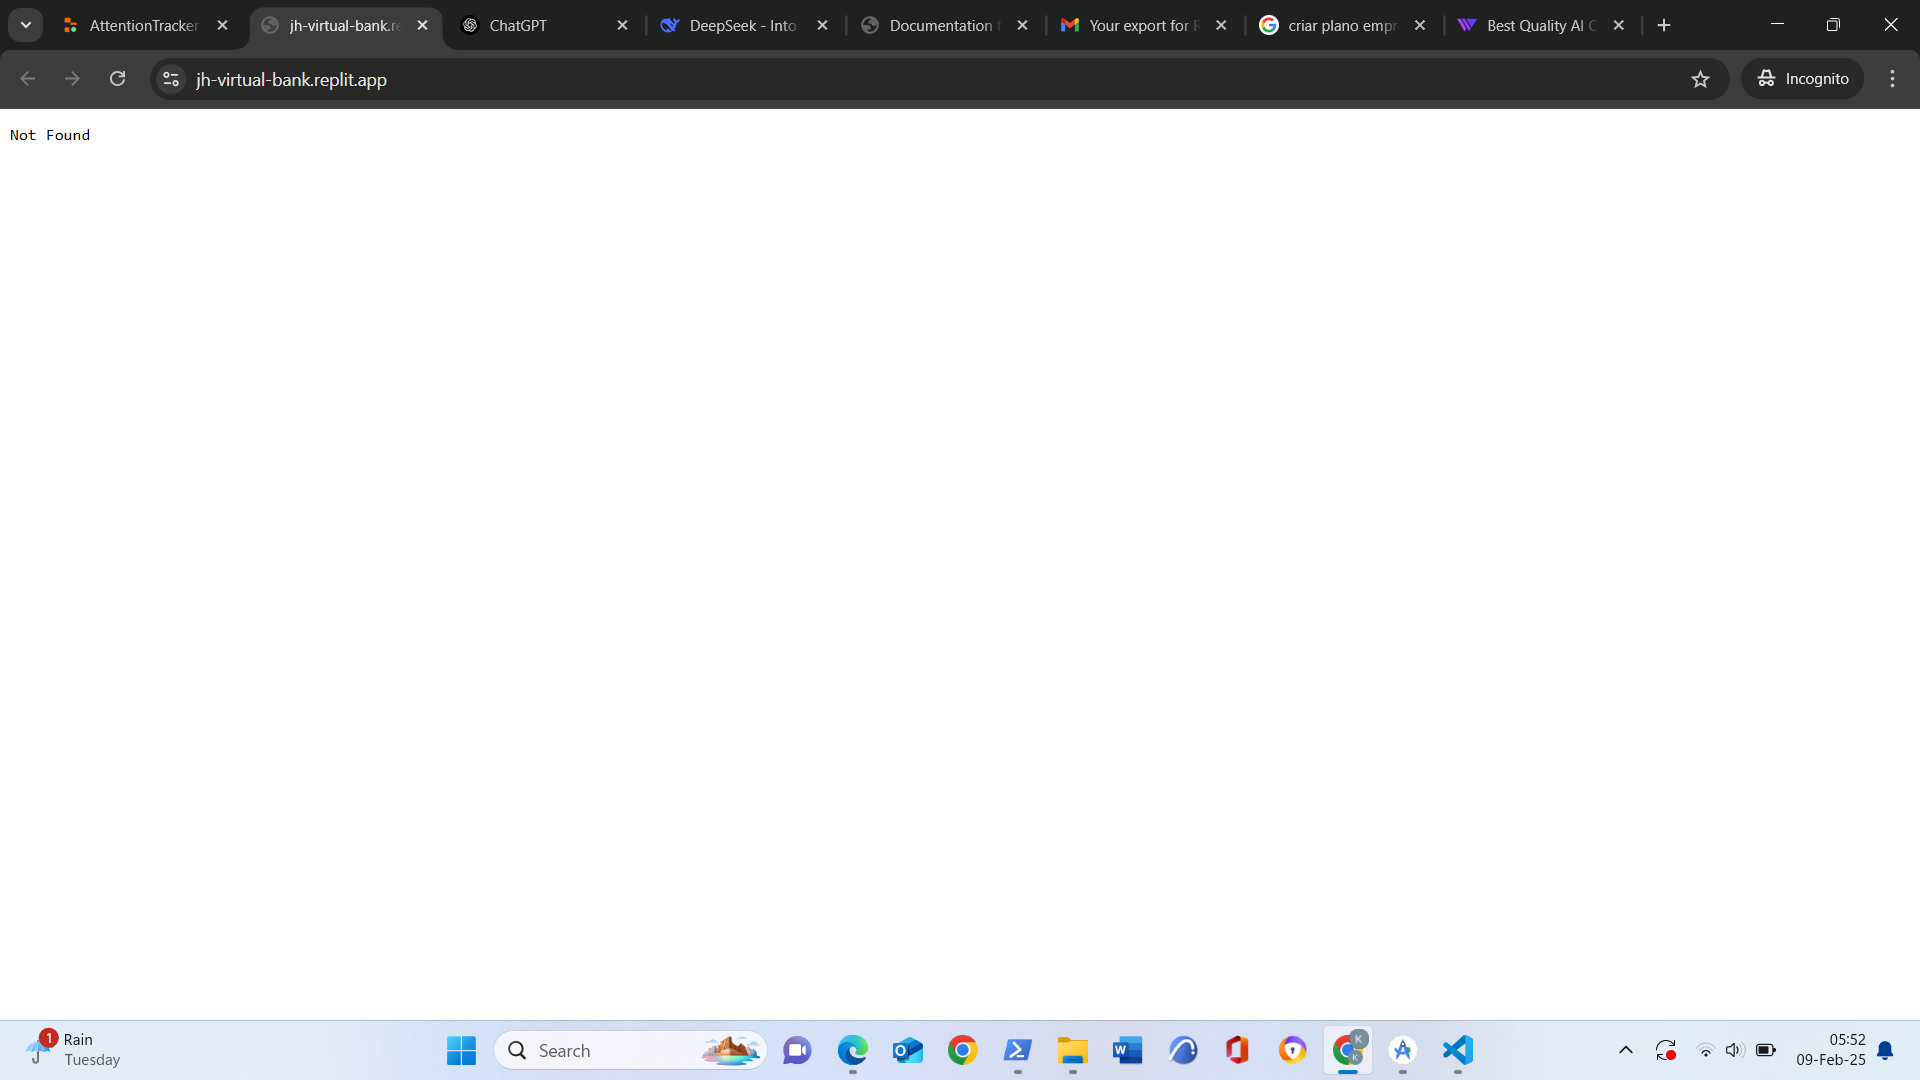 AttentionTracker
jh-virtual-bank.re
ChatGPT
DeepSeek - Into
Documentation f
Your export for R
criar plano empr
Best Quality AI C
jh-virtual-bank.replit.app
Incognito
Not Found
1
Rain
Tuesday
Search
K
K
05:52
09-Feb-25